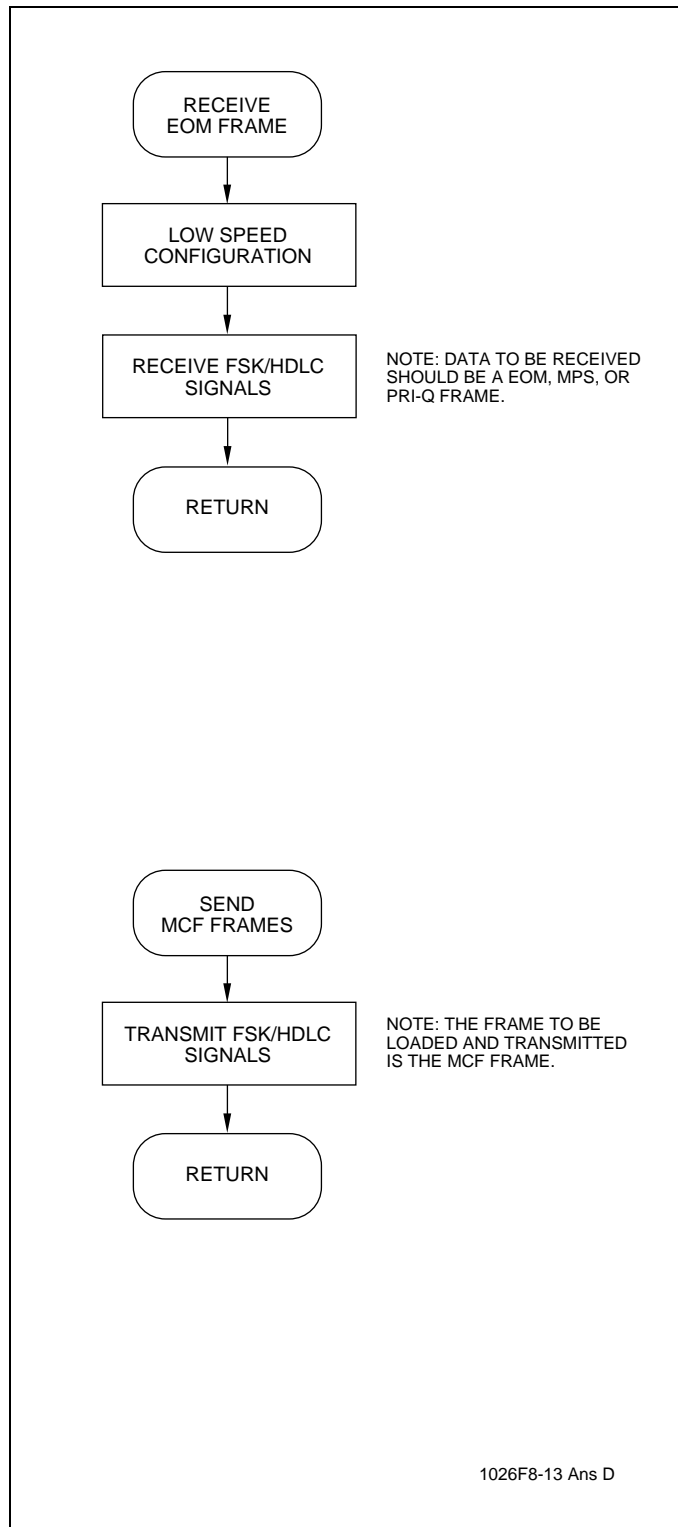 RECEIVE
EOM FRAME
LOW SPEED
CONFIGURATION
RECEIVE FSK/HDLC
SIGNALS
NOTE: DATA TO BE RECEIVED
SHOULD BE A EOM, MPS, OR
PRI-Q FRAME.
RETURN
SEND
MCF FRAMES
TRANSMIT FSK/HDLC
SIGNALS
NOTE: THE FRAME TO BE
LOADED AND TRANSMITTED
IS THE MCF FRAME.
RETURN
1026F8-13 Ans D